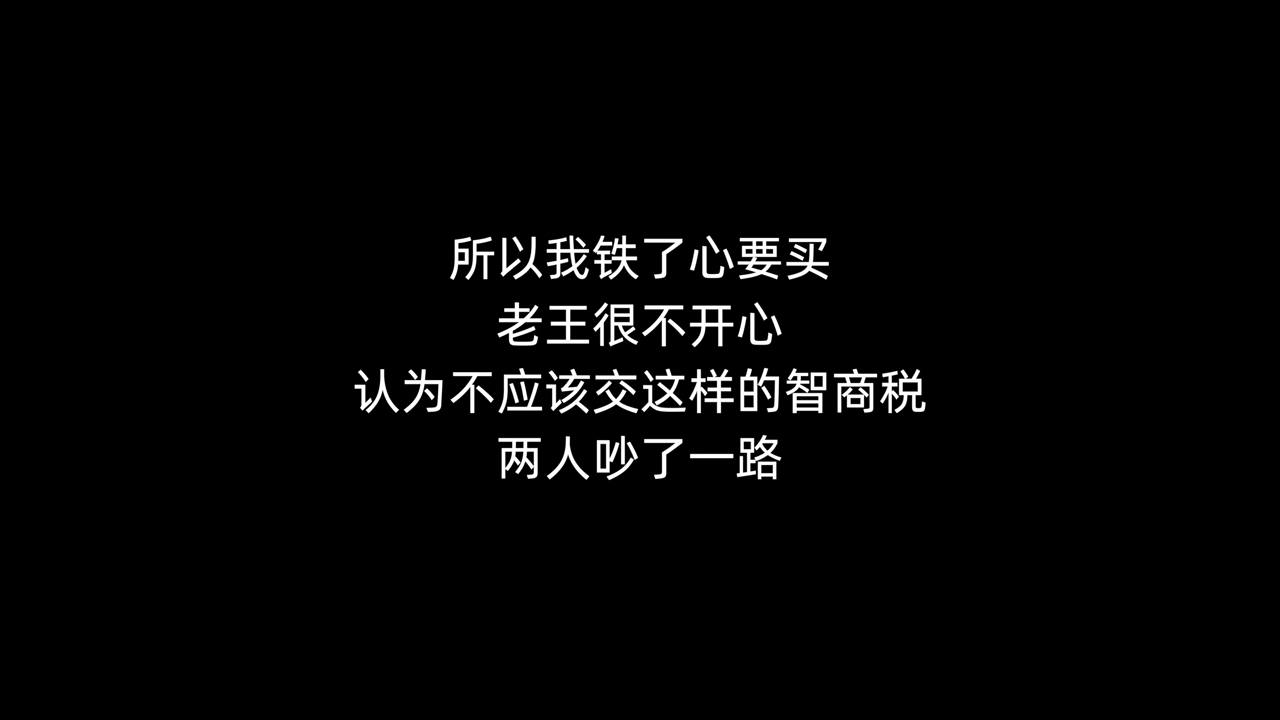 所以我铁了心要买
老王很不开心
认为不应该交这样的智商税
两人吵了一路